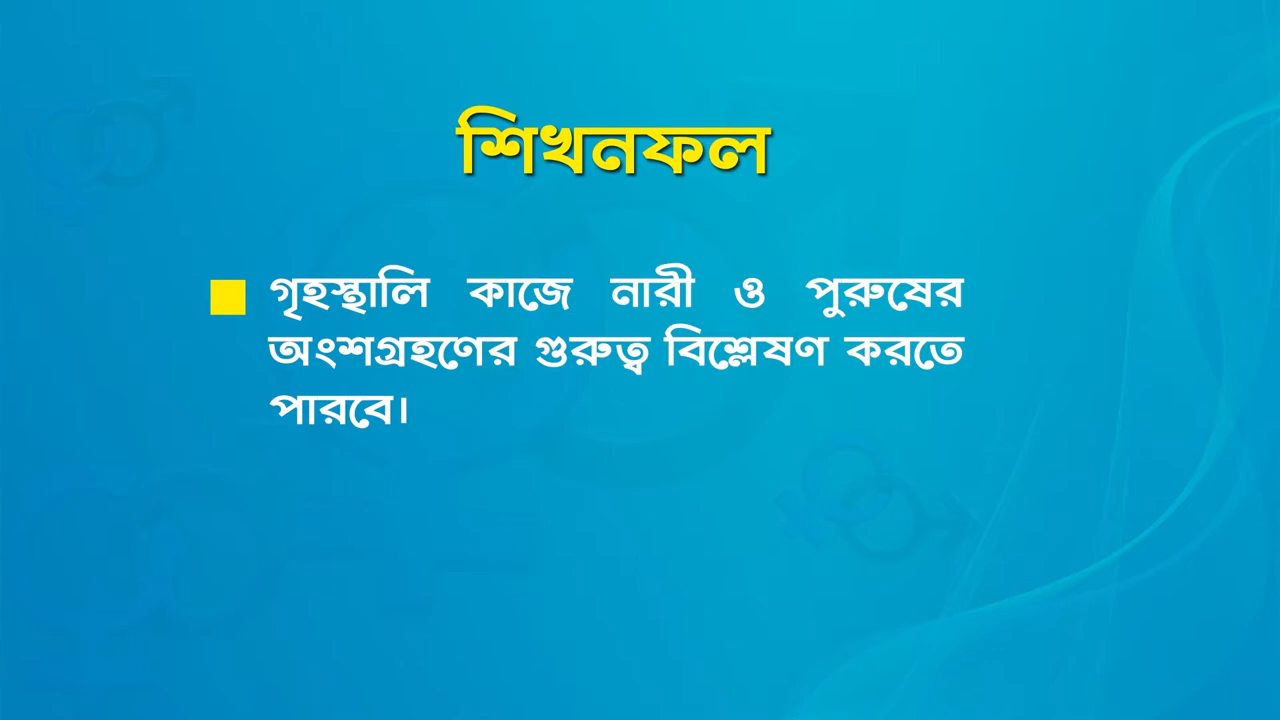 শিখনফল
গৃহস্থালি কাজে নারী ও পুরুষের
অংশগ্রহণের গুরুত্ব বিশ্লেষণ করতে
পারবে।